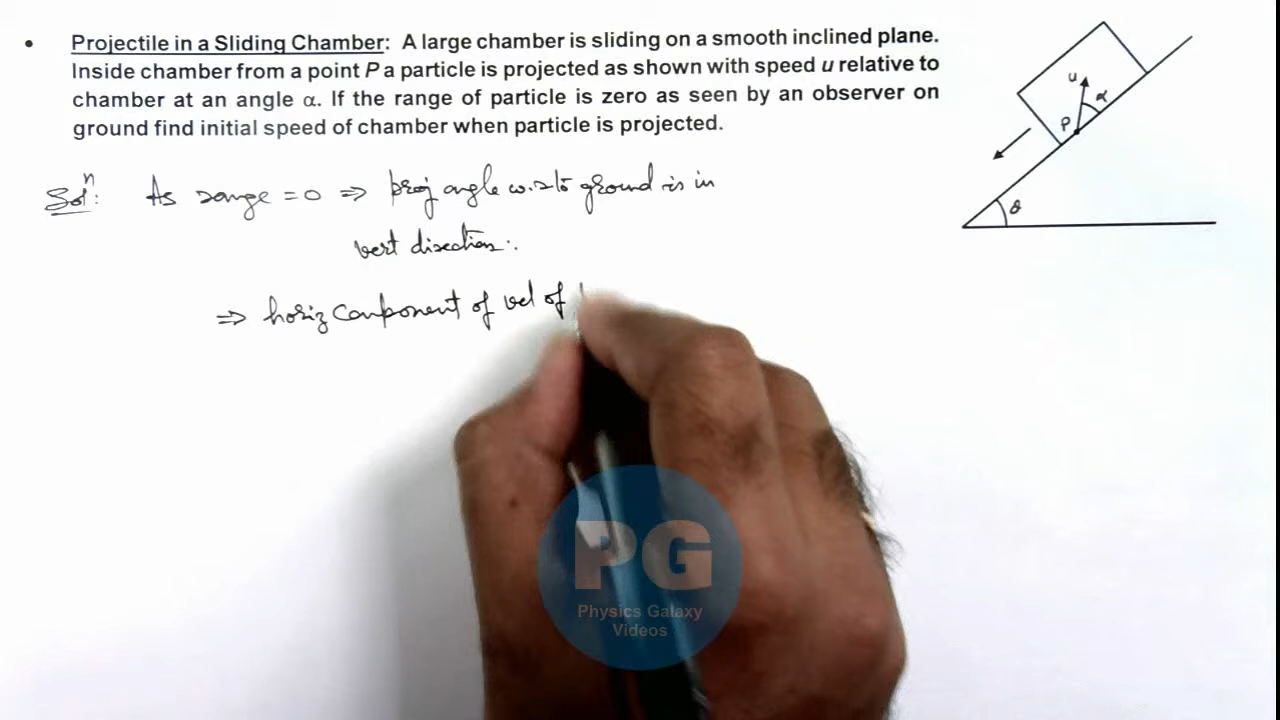 • Projectile in a Sliding Chamber: A large chamber is sliding on a smooth inclined plane.
Inside chamber from a point P a particle is projected as shown with speed u relative to
chamber at an angle α. If the range of particle is zero as seen by an observer on
ground find initial speed of chamber when particle is projected.
u
α
P
θ
Solⁿ: As range = 0 ⇒ proj angle w.r.to ground is in
vert direction.
⇒ horiz component of vel of
PG
Physics Galaxy
Videos